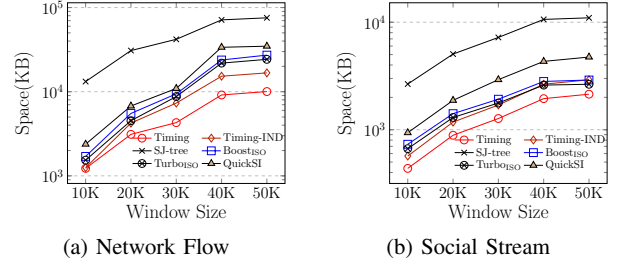 Space(KB)
10^5
10^4
10^3
Timing
Timing-IND
SJ-tree
Boost_ISO
Turbo_ISO
QuickSI
10K 20K 30K 40K 50K
Window Size
(a) Network Flow
Space(KB)
10^4
10^3
Timing
Timing-IND
SJ-tree
Boost_ISO
Turbo_ISO
QuickSI
10K 20K 30K 40K 50K
Window Size
(b) Social Stream